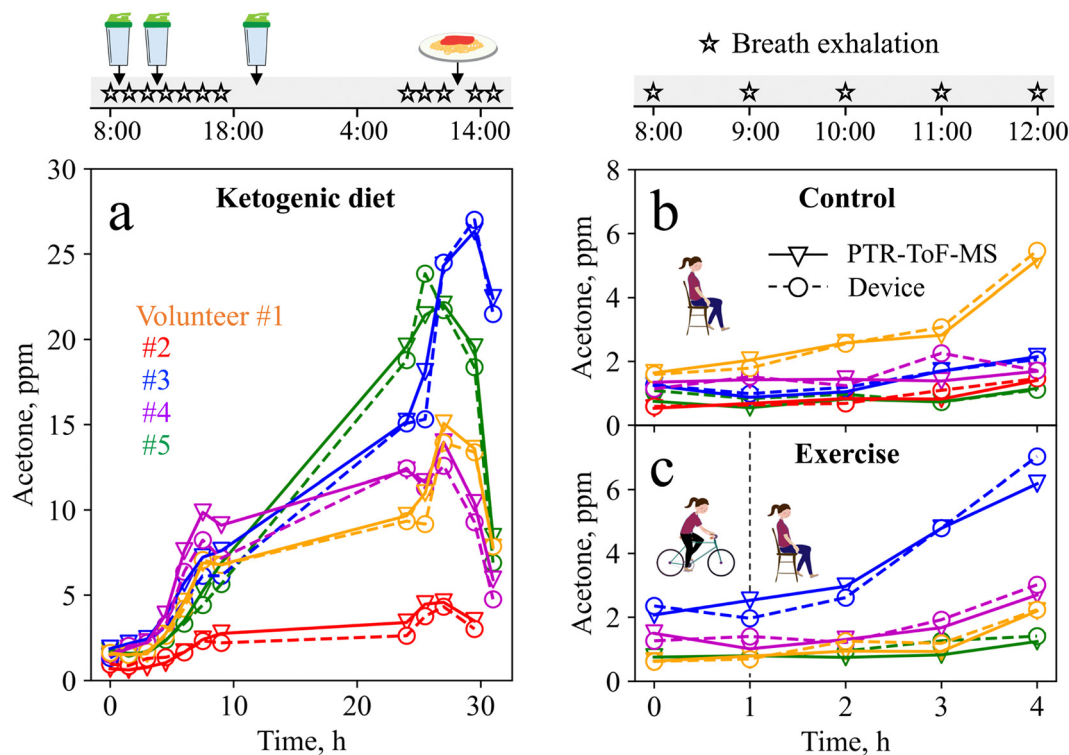 ☆ Breath exhalation
8:00 18:00 4:00 14:00
8:00 9:00 10:00 11:00 12:00
a Ketogenic diet
Acetone, ppm
30
25
20
15
10
5
0
Volunteer #1
#2
#3
#4
#5
0 10 20 30
Time, h
b Control
Acetone, ppm
8
6
4
2
0
PTR-ToF-MS
Device
c Exercise
Acetone, ppm
6
4
2
0
0 1 2 3 4
Time, h